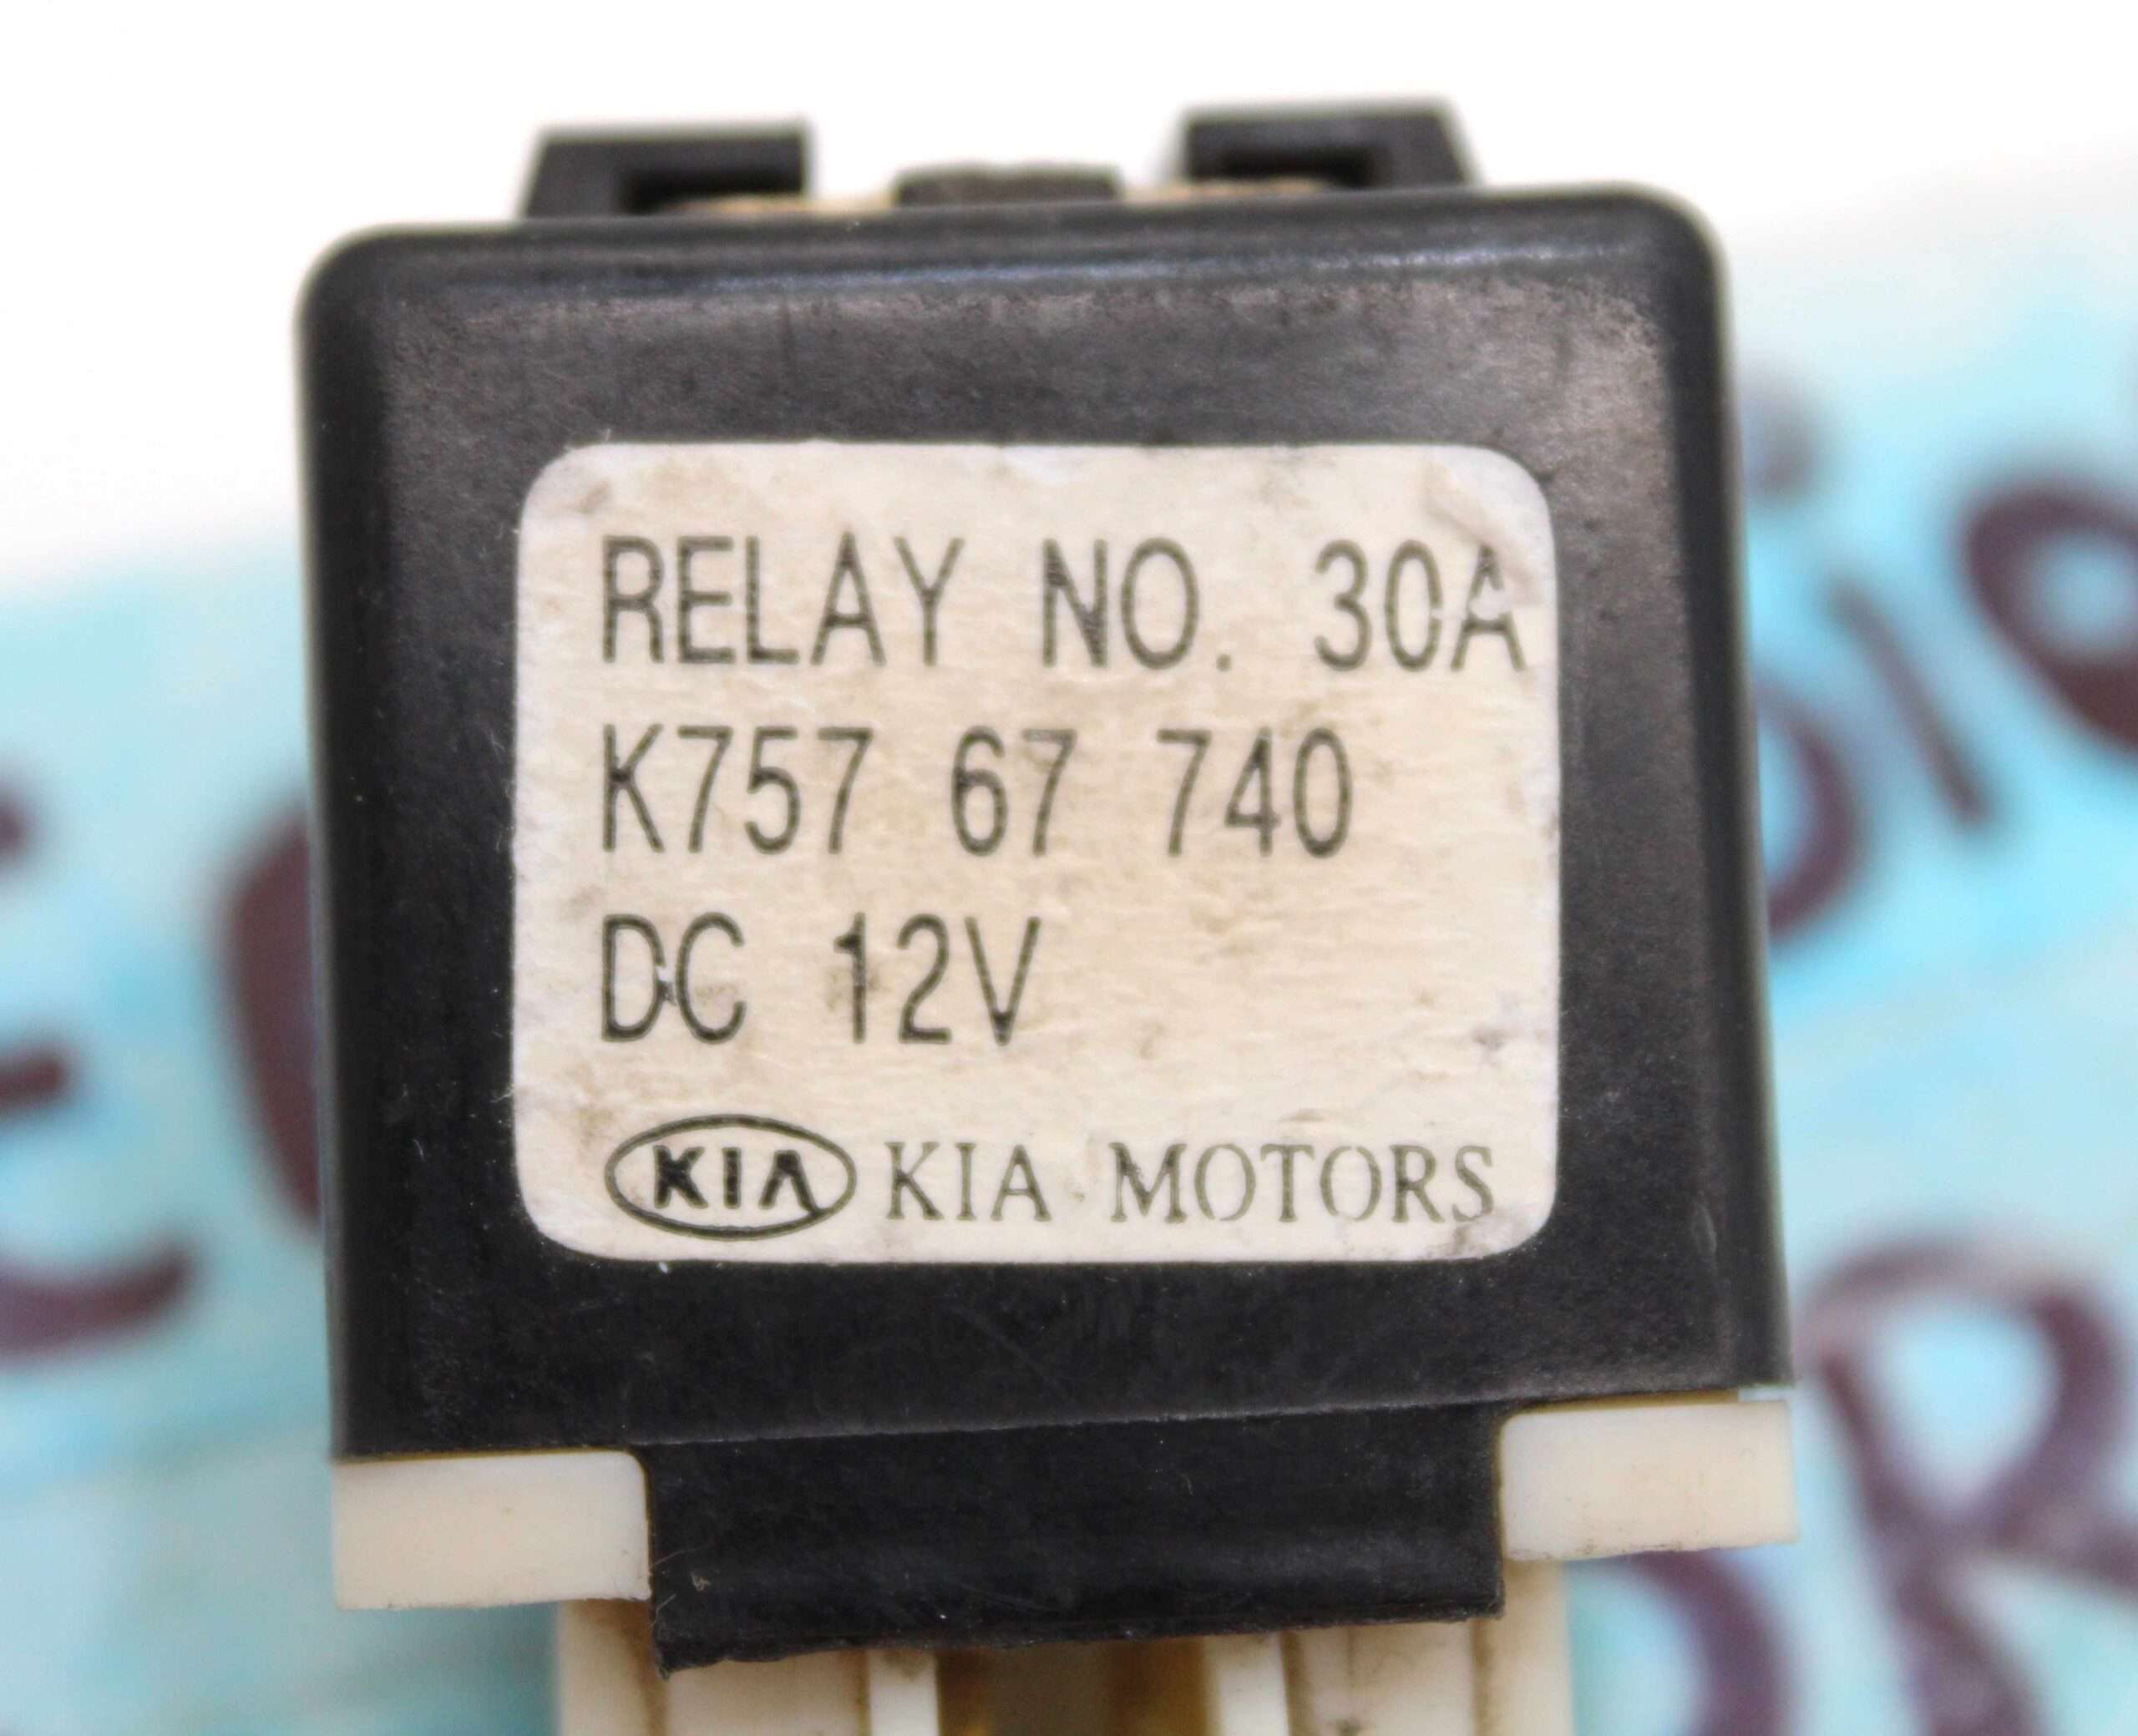 RELAY NO. 30A
K757 67 740
DC 12V
KIA KIA MOTORS